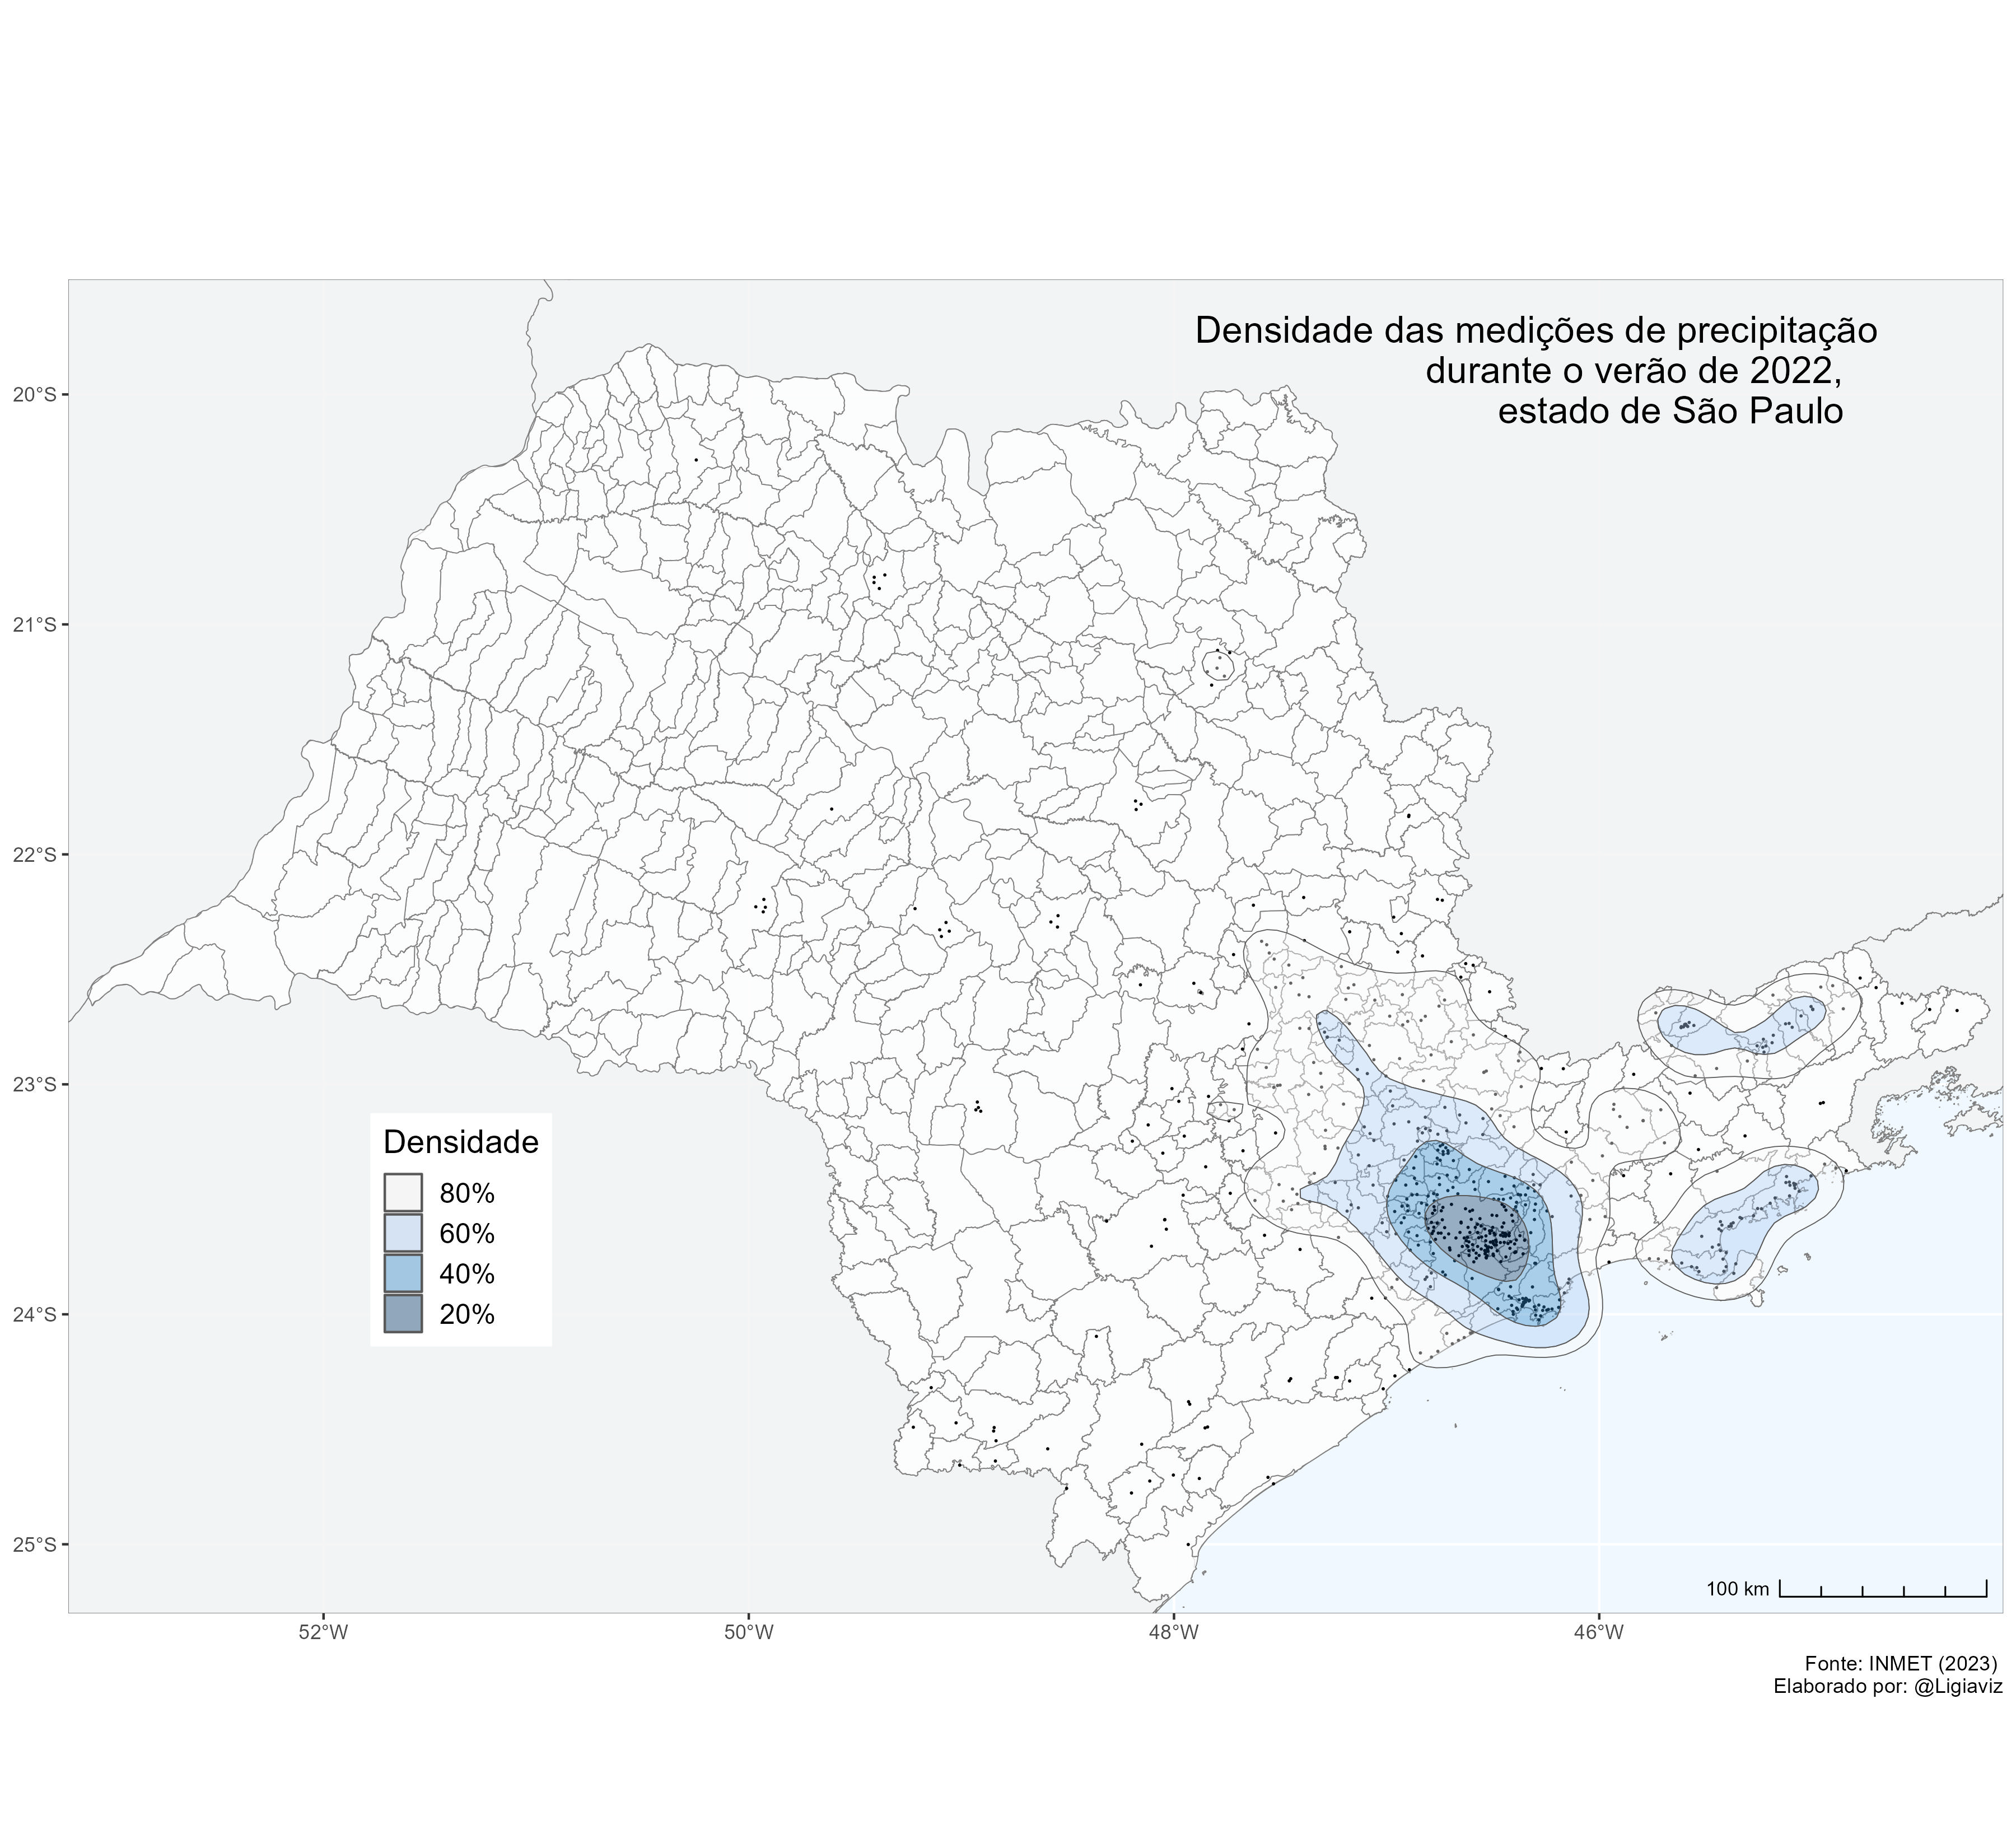 Densidade das medições de precipitação
durante o verão de 2022,
estado de São Paulo
20°S
21°S
22°S
23°S
24°S
25°S
Densidade
80%
60%
40%
20%
100 km
52°W
50°W
48°W
46°W
Fonte: INMET (2023)
Elaborado por: @Ligiaviz